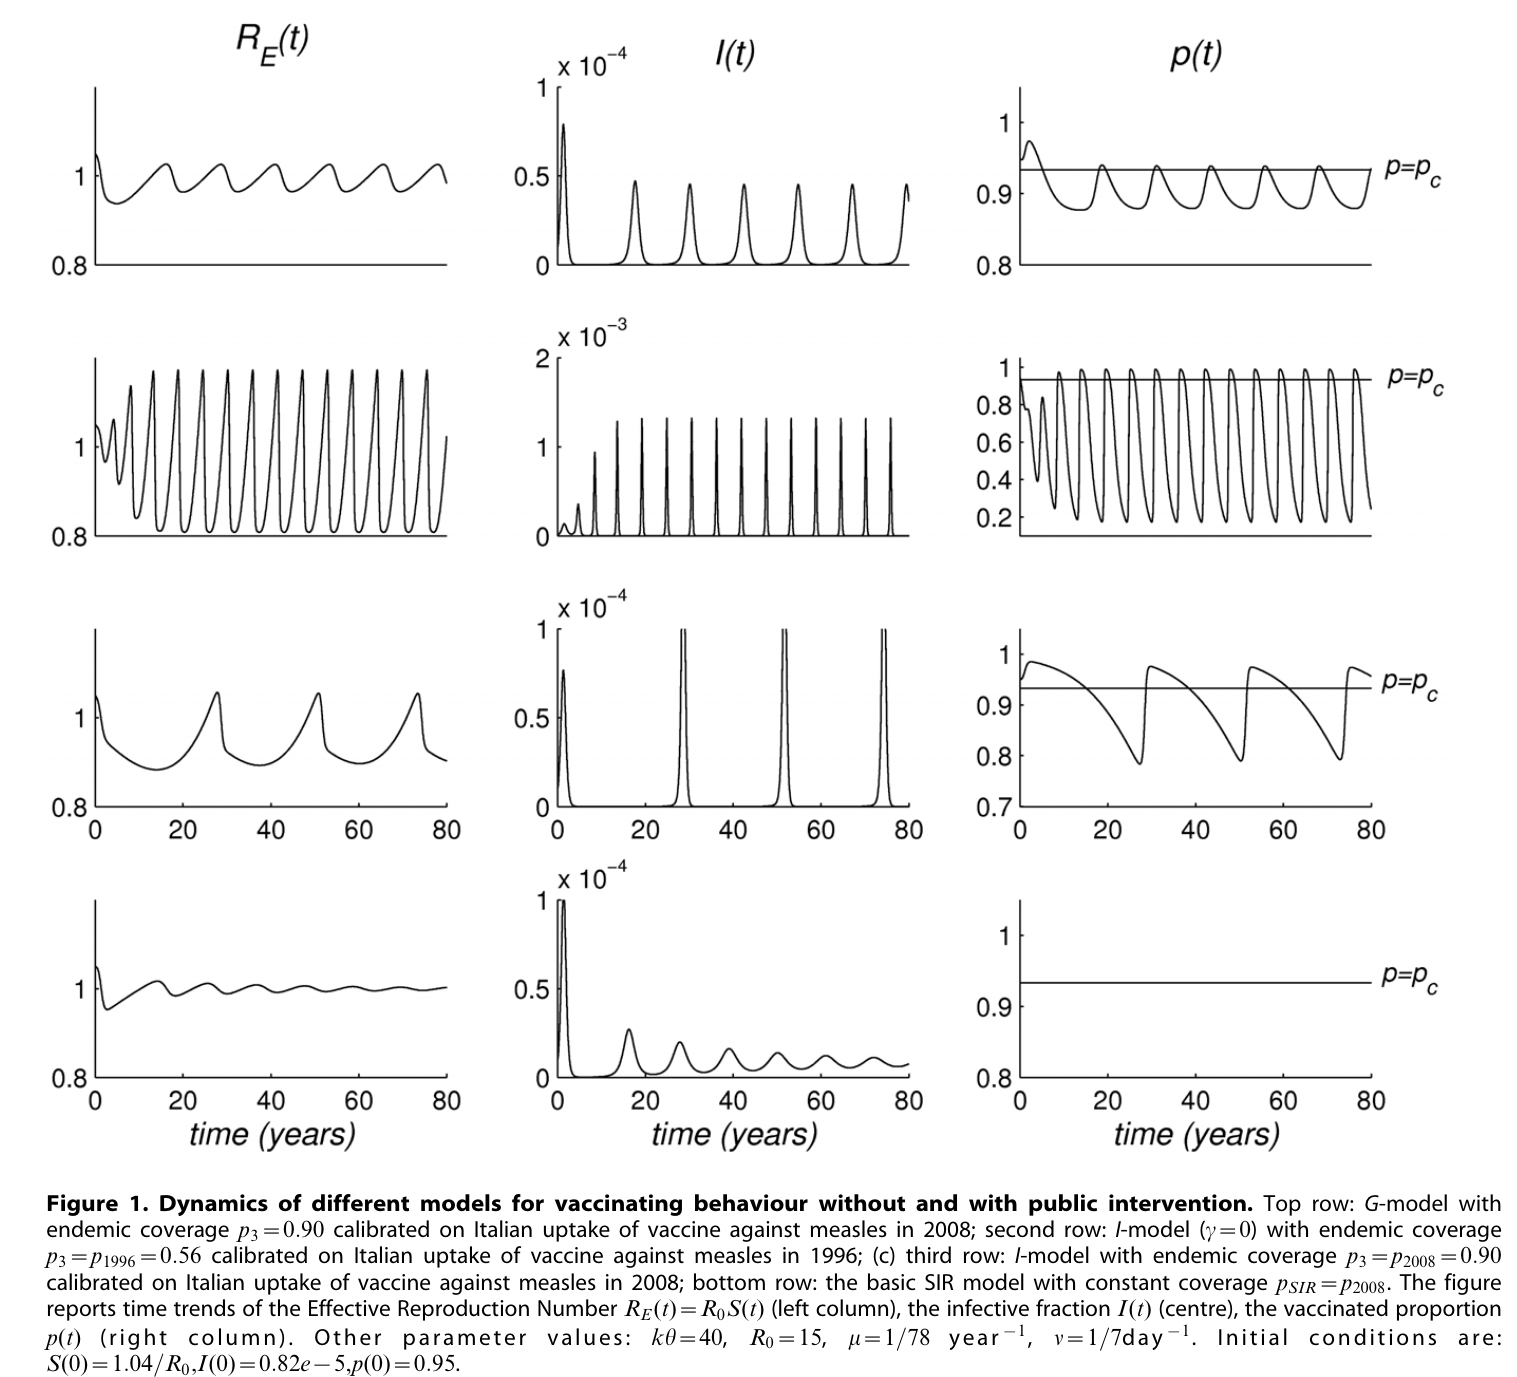 R_E(t)
I(t)
p(t)
x 10^-4
1
0.8
1
0.5
0
1
0.9
0.8
p=p_c
x 10^-3
1
0.8
2
1
0
1
0.8
0.6
0.4
0.2
p=p_c
x 10^-4
1
0.8
0 20 40 60 80
1
0.5
0
0 20 40 60 80
1
0.9
0.8
0.7
0 20 40 60 80
p=p_c
x 10^-4
1
0.8
0 20 40 60 80
time (years)
1
0.5
0
0 20 40 60 80
time (years)
1
0.9
0.8
0 20 40 60 80
time (years)
p=p_c
Figure 1. Dynamics of different models for vaccinating behaviour without and with public intervention. Top row: G-model with
endemic coverage p_3=0.90 calibrated on Italian uptake of vaccine against measles in 2008; second row: I-model (γ=0) with endemic coverage
p_3=p_1996=0.56 calibrated on Italian uptake of vaccine against measles in 1996; (c) third row: I-model with endemic coverage p_3=p_2008=0.90
calibrated on Italian uptake of vaccine against measles in 2008; bottom row: the basic SIR model with constant coverage p_SIR=p_2008. The figure
reports time trends of the Effective Reproduction Number R_E(t)=R_0S(t) (left column), the infective fraction I(t) (centre), the vaccinated proportion
p(t) (right column). Other parameter values: kθ=40, R_0=15, μ=1/78 year^-1, ν=1/7day^-1. Initial conditions are:
S(0)=1.04/R_0,I(0)=0.82e-5,p(0)=0.95.